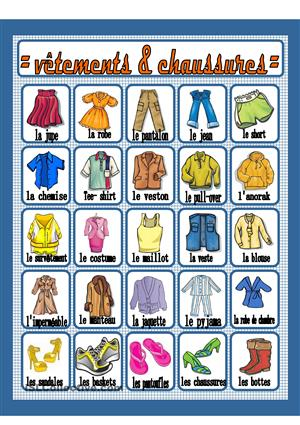 = vêtements & chaussures =
la jupe
la robe
le pantalon
le jean
le short
la chemise
Tee- shirt
le veston
le pull-over
l'anorak
le survêtement
le costume
le maillot
la veste
la blouse
l'imperméable
le manteau
la jaquette
le pyjama
la robe de chambre
les sandales
les baskets
les pantoufles
les chaussures
les bottes